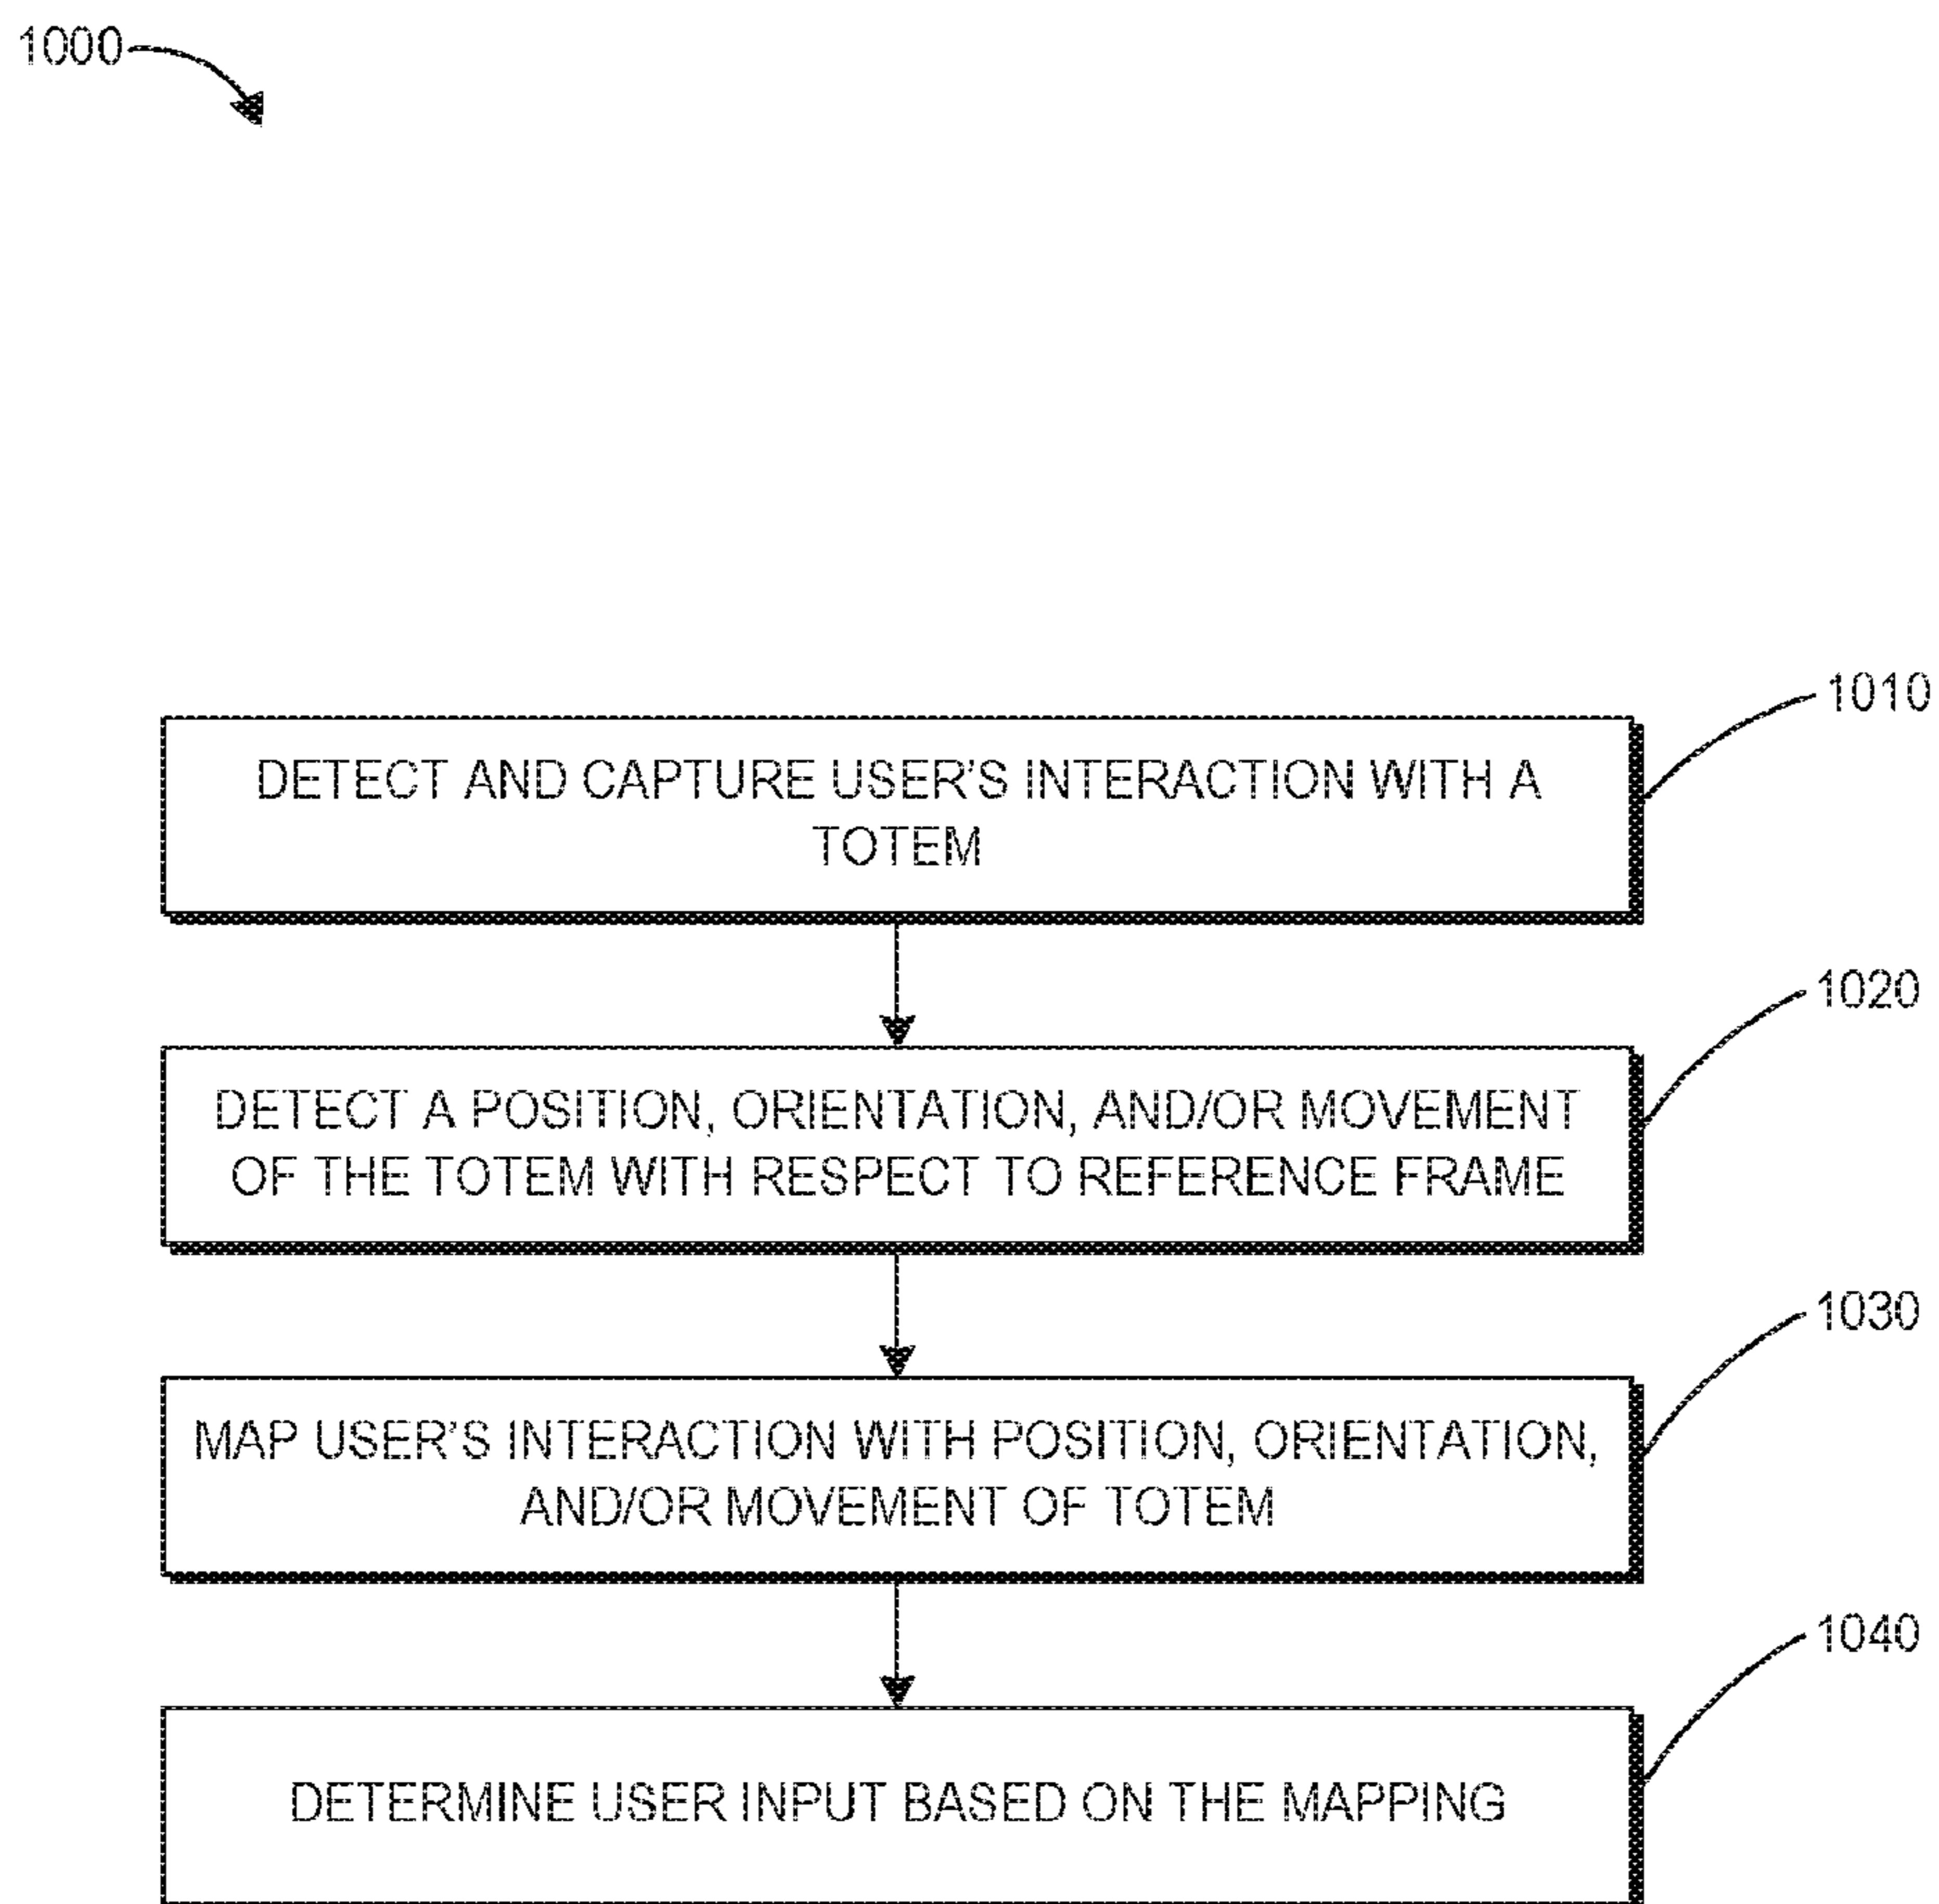 1000
1010
DETECT AND CAPTURE USER'S INTERACTION WITH A
TOTEM
1020
DETECT A POSITION, ORIENTATION, AND/OR MOVEMENT
OF THE TOTEM WITH RESPECT TO REFERENCE FRAME
1030
MAP USER'S INTERACTION WITH POSITION, ORIENTATION,
AND/OR MOVEMENT OF TOTEM
1040
DETERMINE USER INPUT BASED ON THE MAPPING